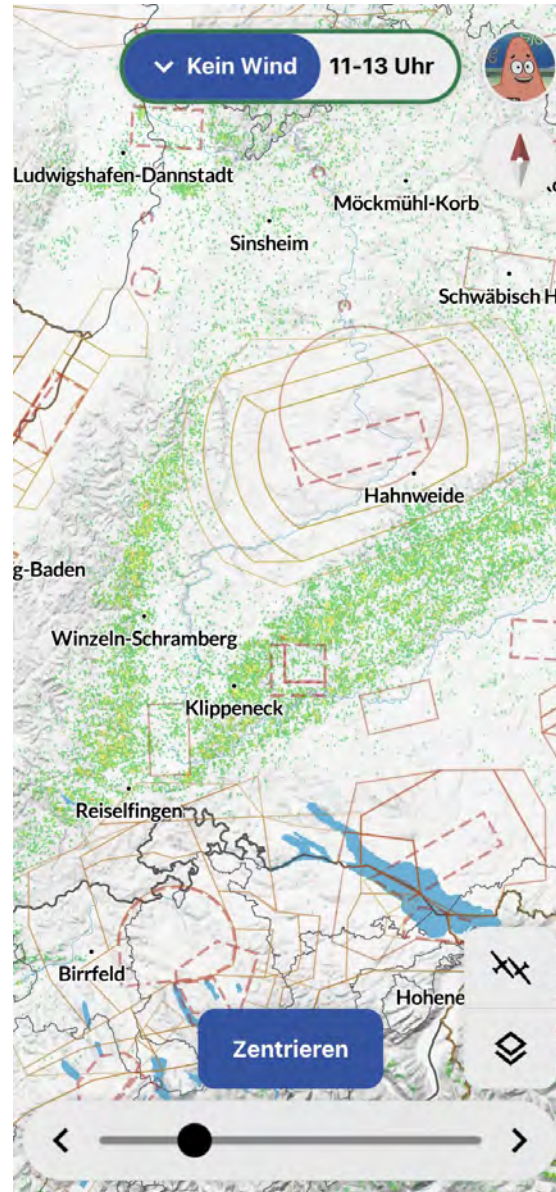 Kein Wind
11-13 Uhr
Ludwigshafen-Dannstadt
Möckmühl-Korb
Sinsheim
Schwäbisch H
Hahnweide
g-Baden
Winzeln-Schramberg
Klippeneck
Reiselfingen
Birrfeld
Hohene
Zentrieren